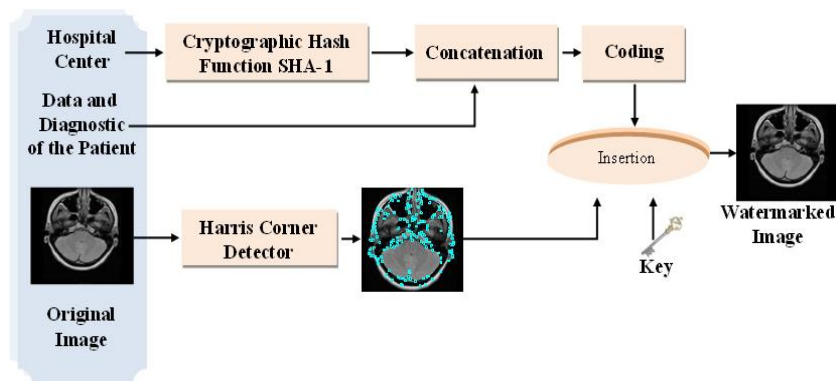 Hospital
Center
Cryptographic Hash
Function SHA-1
Concatenation
Coding
Data and
Diagnostic
of the Patient
Insertion
Harris Corner
Detector
Key
Watermarked
Image
Original
Image